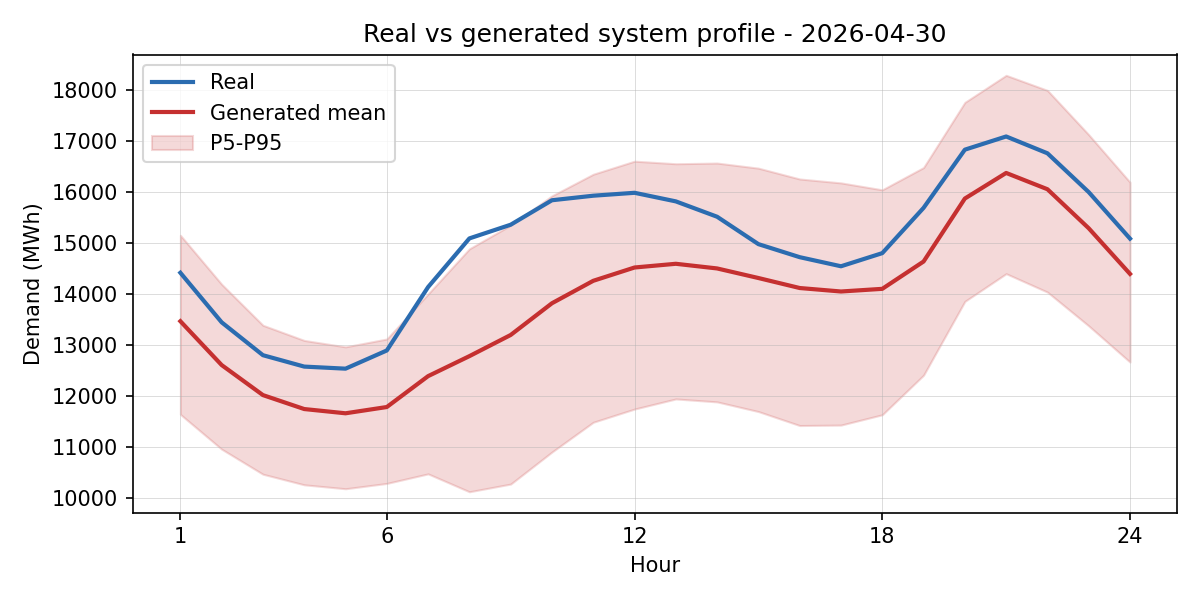 Real vs generated system profile - 2026-04-30
Real
Generated mean
P5-P95
Demand (MWh)
18000
17000
16000
15000
14000
13000
12000
11000
10000
1 6 12 18 24
Hour